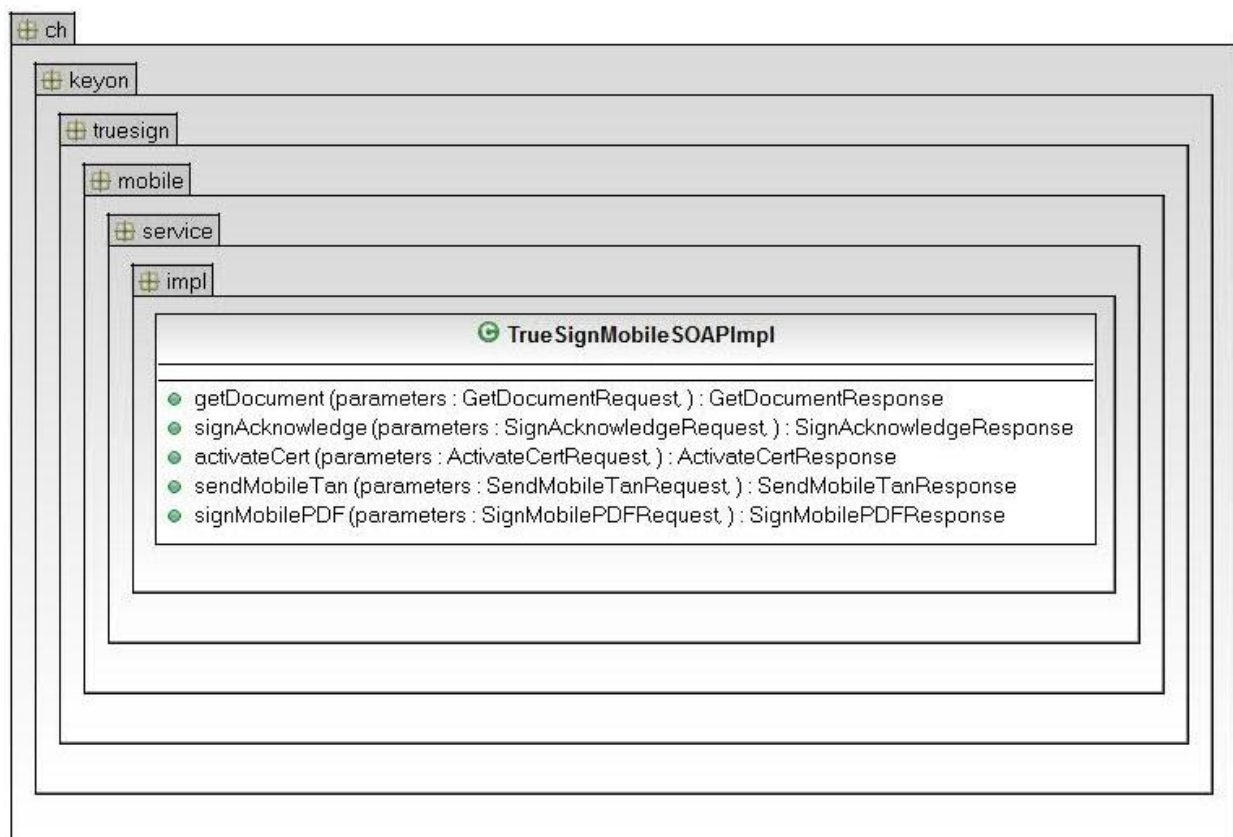 ch
keyon
truesign
mobile
service
impl
TrueSignMobileSOAPImpl
getDocument (parameters : GetDocumentRequest, ) : GetDocumentResponse
signAcknowledge (parameters : SignAcknowledgeRequest, ) : SignAcknowledgeResponse
activateCert (parameters : ActivateCertRequest, ) : ActivateCertResponse
sendMobileTan (parameters : SendMobileTanRequest, ) : SendMobileTanResponse
signMobilePDF (parameters : SignMobilePDFRequest, ) : SignMobilePDFResponse